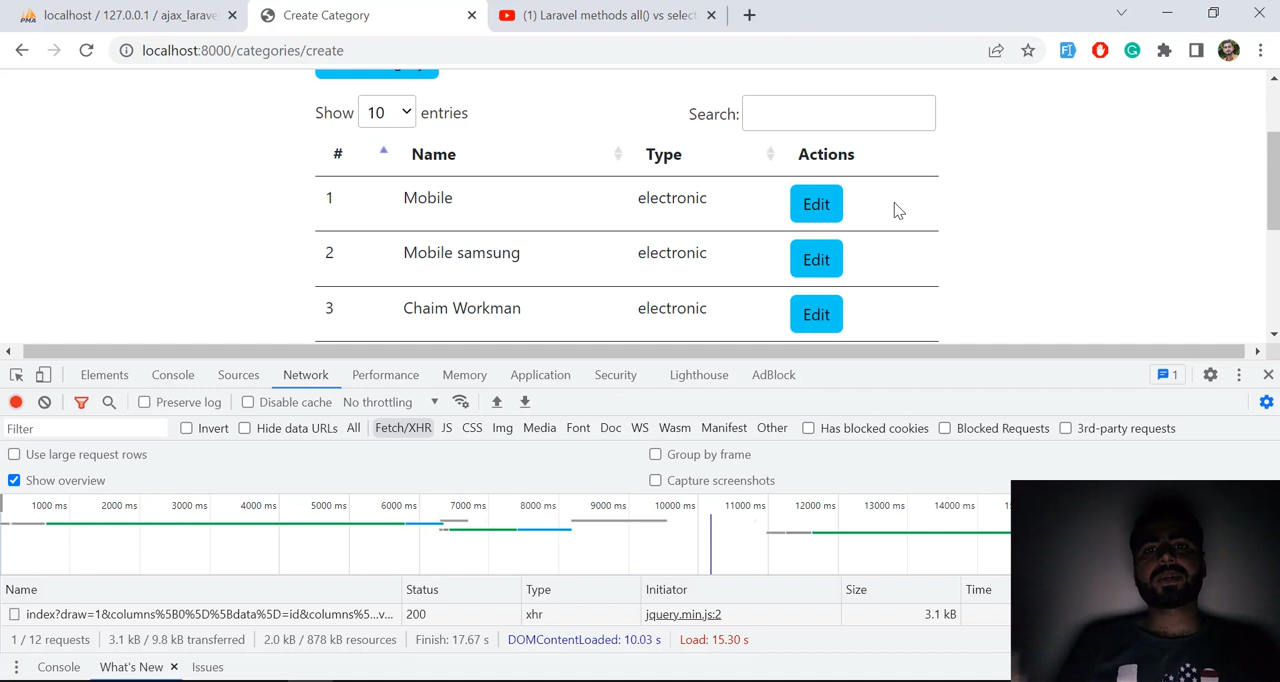 localhost / 127.0.0.1 / ajax_larave
Create Category
(1) Laravel methods all() vs select
localhost:8000/categories/create
Show 10 entries
Search:
# Name Type Actions
1 Mobile electronic Edit
2 Mobile samsung electronic Edit
3 Chaim Workman electronic Edit
Elements Console Sources Network Performance Memory Application Security Lighthouse AdBlock 1
Preserve log Disable cache No throttling
Filter Invert Hide data URLs All Fetch/XHR JS CSS Img Media Font Doc WS Wasm Manifest Other Has blocked cookies Blocked Requests 3rd-party requests
Use large request rows Group by frame
Show overview Capture screenshots
1000 ms 2000 ms 3000 ms 4000 ms 5000 ms 6000 ms 7000 ms 8000 ms 9000 ms 10000 ms 11000 ms 12000 ms 13000 ms 14000 ms
Name Status Type Initiator Size Time
index?draw=1&columns%5B0%5D%5Bdata%5D=id&columns%5...v... 200 xhr jquery.min.js:2 3.1 kB
1 / 12 requests 3.1 kB / 9.8 kB transferred 2.0 kB / 878 kB resources Finish: 17.67 s DOMContentLoaded: 10.03 s Load: 15.30 s
Console What's New Issues